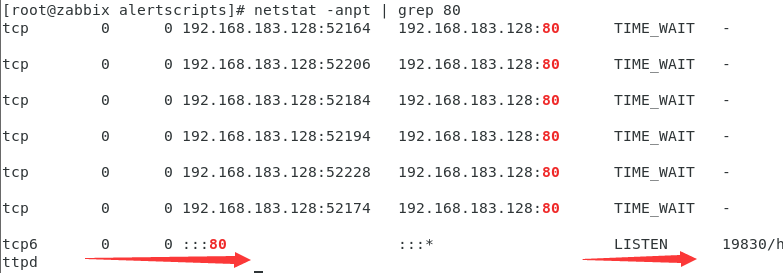 [root@zabbix alertscripts]# netstat -anpt | grep 80
tcp        0      0 192.168.183.128:52164   192.168.183.128:80      TIME_WAIT   -
tcp        0      0 192.168.183.128:52206   192.168.183.128:80      TIME_WAIT   -
tcp        0      0 192.168.183.128:52184   192.168.183.128:80      TIME_WAIT   -
tcp        0      0 192.168.183.128:52194   192.168.183.128:80      TIME_WAIT   -
tcp        0      0 192.168.183.128:52228   192.168.183.128:80      TIME_WAIT   -
tcp        0      0 192.168.183.128:52174   192.168.183.128:80      TIME_WAIT   -
tcp6       0      0 :::80                   :::*                    LISTEN      19830/h
ttpd